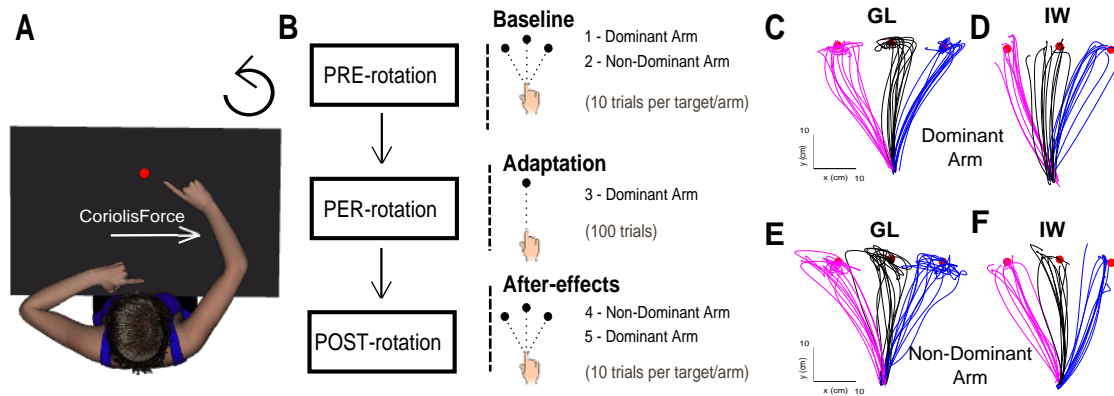 A
CoriolisForce
B
PRE-rotation
PER-rotation
POST-rotation
Baseline
1 - Dominant Arm
2 - Non-Dominant Arm
(10 trials per target/arm)
Adaptation
3 - Dominant Arm
(100 trials)
After-effects
4 - Non-Dominant Arm
5 - Dominant Arm
(10 trials per target/arm)
C
GL
D
IW
10
y (cm)
x (cm)
10
Dominant
Arm
E
GL
F
IW
10
y (cm)
x (cm)
10
Non-Dominant
Arm